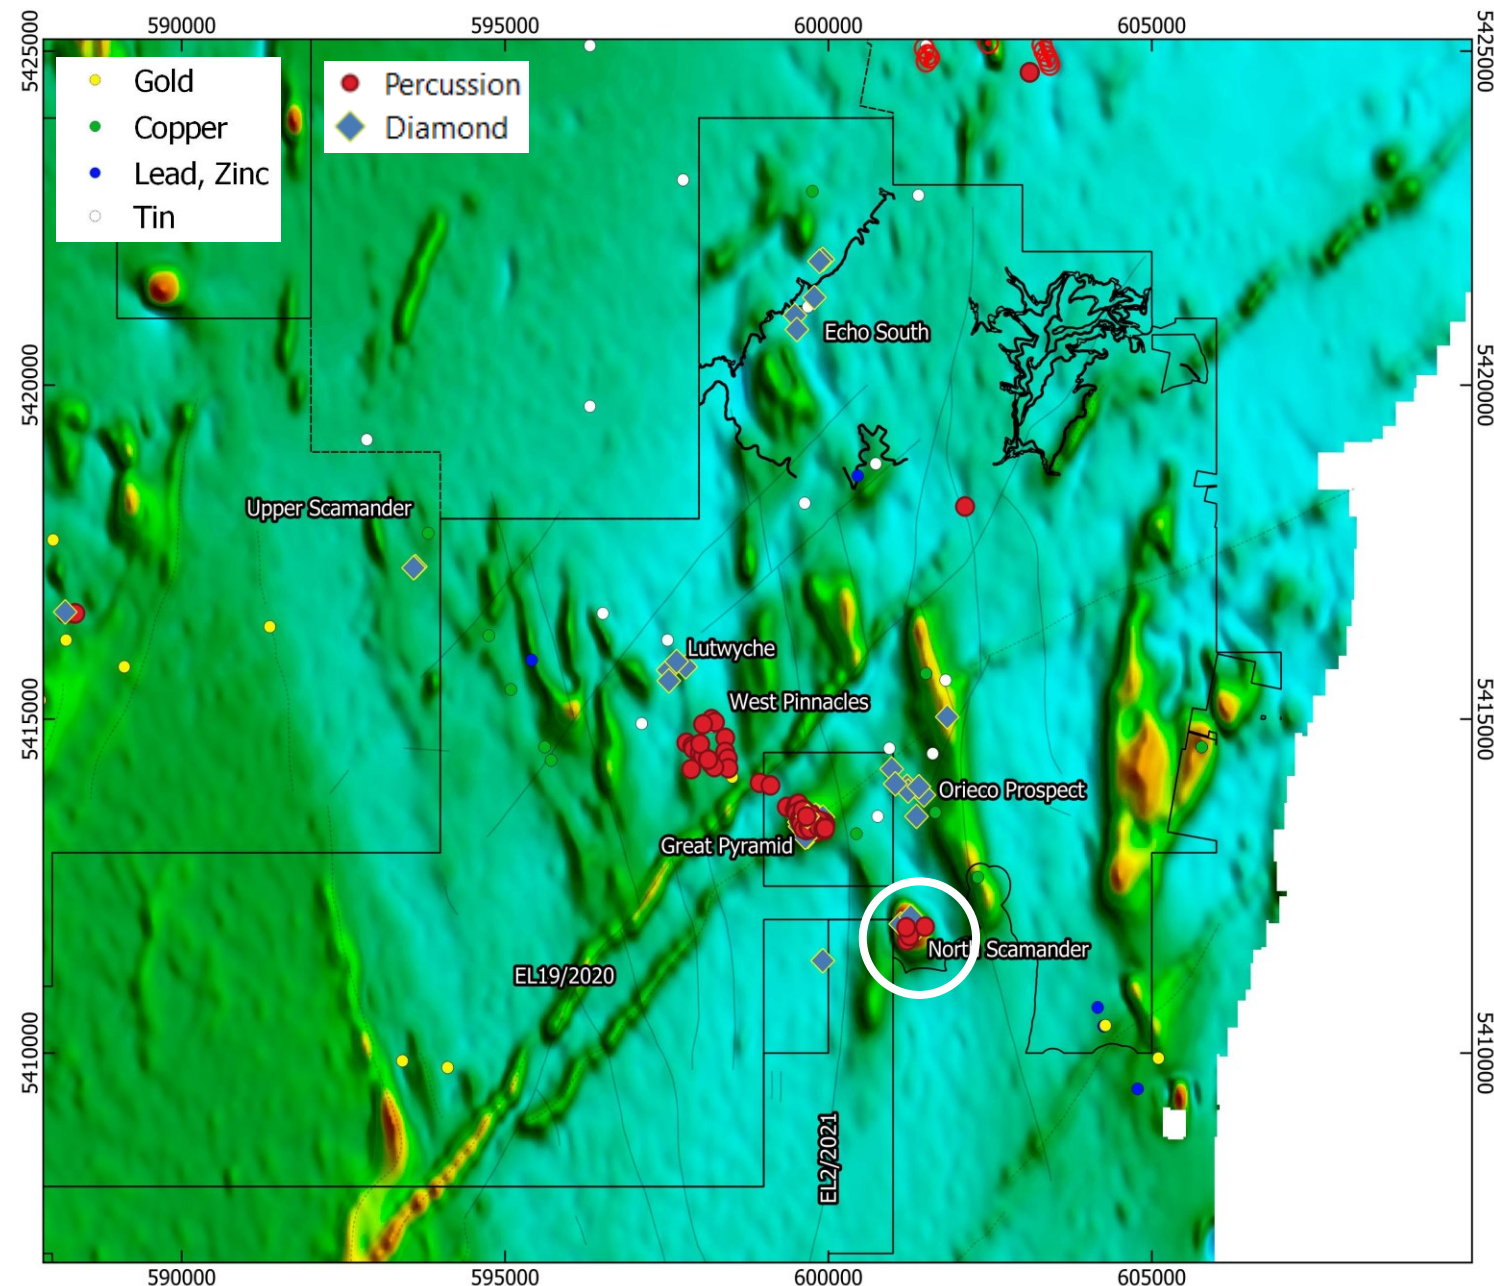 590000 595000 600000 605000
5425000 5425000
Gold
Copper
Lead, Zinc
Tin
Percussion
Diamond
Echo South
5420000 5420000
Upper Scamander
Lutwyche
West Pinnacles
5415000 5415000
Orieco Prospect
Great Pyramid
North Scamander
EL19/2020
5410000 5410000
EL2/2021
590000 595000 600000 605000